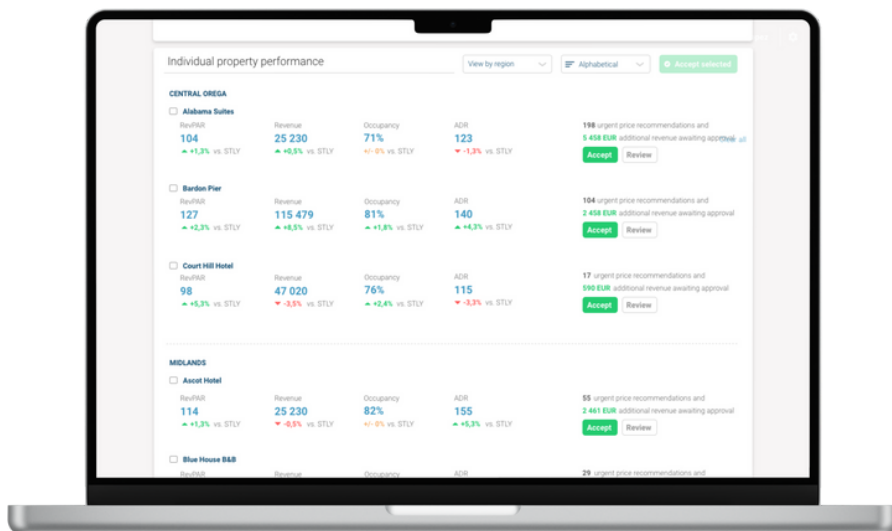 Individual property performance
View by region
Alphabetical
Accept selected
CENTRAL OREGA
Alabama Suites
RevPAR Revenue Occupancy ADR 198 urgent price recommendations and
104 25 230 71% 123 5 458 EUR additional revenue awaiting approval all
+1,3% vs. STLY +0,5% vs. STLY +/- 0% vs. STLY -1,3% vs. STLY
Accept Review
Bardon Pier
RevPAR Revenue Occupancy ADR 104 urgent price recommendations and
127 115 479 81% 140 2 458 EUR additional revenue awaiting approval
+2,3% vs. STLY +8,5% vs. STLY +1,8% vs. STLY +4,3% vs. STLY
Accept Review
Court Hill Hotel
RevPAR Revenue Occupancy ADR 17 urgent price recommendations and
98 47 020 76% 115 590 EUR additional revenue awaiting approval
+5,3% vs. STLY -3,5% vs. STLY +2,4% vs. STLY -3,3% vs. STLY
Accept Review
MIDLANDS
Ascot Hotel
RevPAR Revenue Occupancy ADR 55 urgent price recommendations and
114 25 230 82% 155 2 461 EUR additional revenue awaiting approval
+1,3% vs. STLY -0,5% vs. STLY +/- 0% vs. STLY +5,3% vs. STLY
Accept Review
Blue House B&B
RevPAR Revenue Occupancy ADR 29 urgent price recommendations and